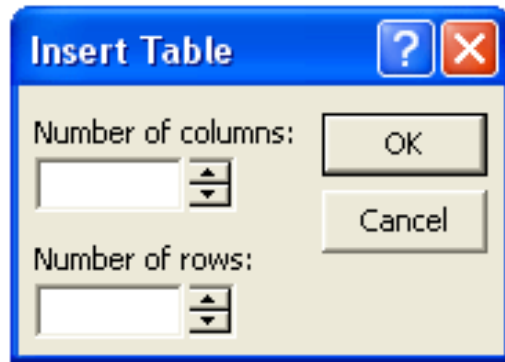 Insert Table
?
Number of columns:
OK
Cancel
Number of rows: